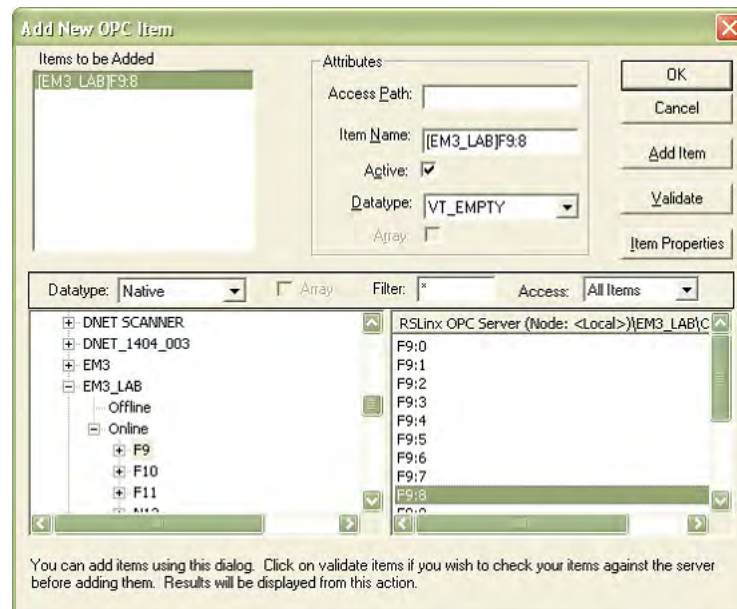 Add New OPC Item
Items to be Added
[EM3_LAB]F9:8
Attributes
Access Path:
Item Name: [EM3_LAB]F9:8
Active:
Datatype: VT_EMPTY
Array:
OK
Cancel
Add Item
Validate
Item Properties
Datatype: Native
Array
Filter: *
Access: All Items
DNET SCANNER
DNET_1404_003
EM3
EM3_LAB
Offline
Online
F9
F10
F11
RSLinx OPC Server (Node: <Local>)\EM3_LAB\C
F9:0
F9:1
F9:2
F9:3
F9:4
F9:5
F9:6
F9:7
F9:8
You can add items using this dialog. Click on validate items if you wish to check your items against the server
before adding them. Results will be displayed from this action.